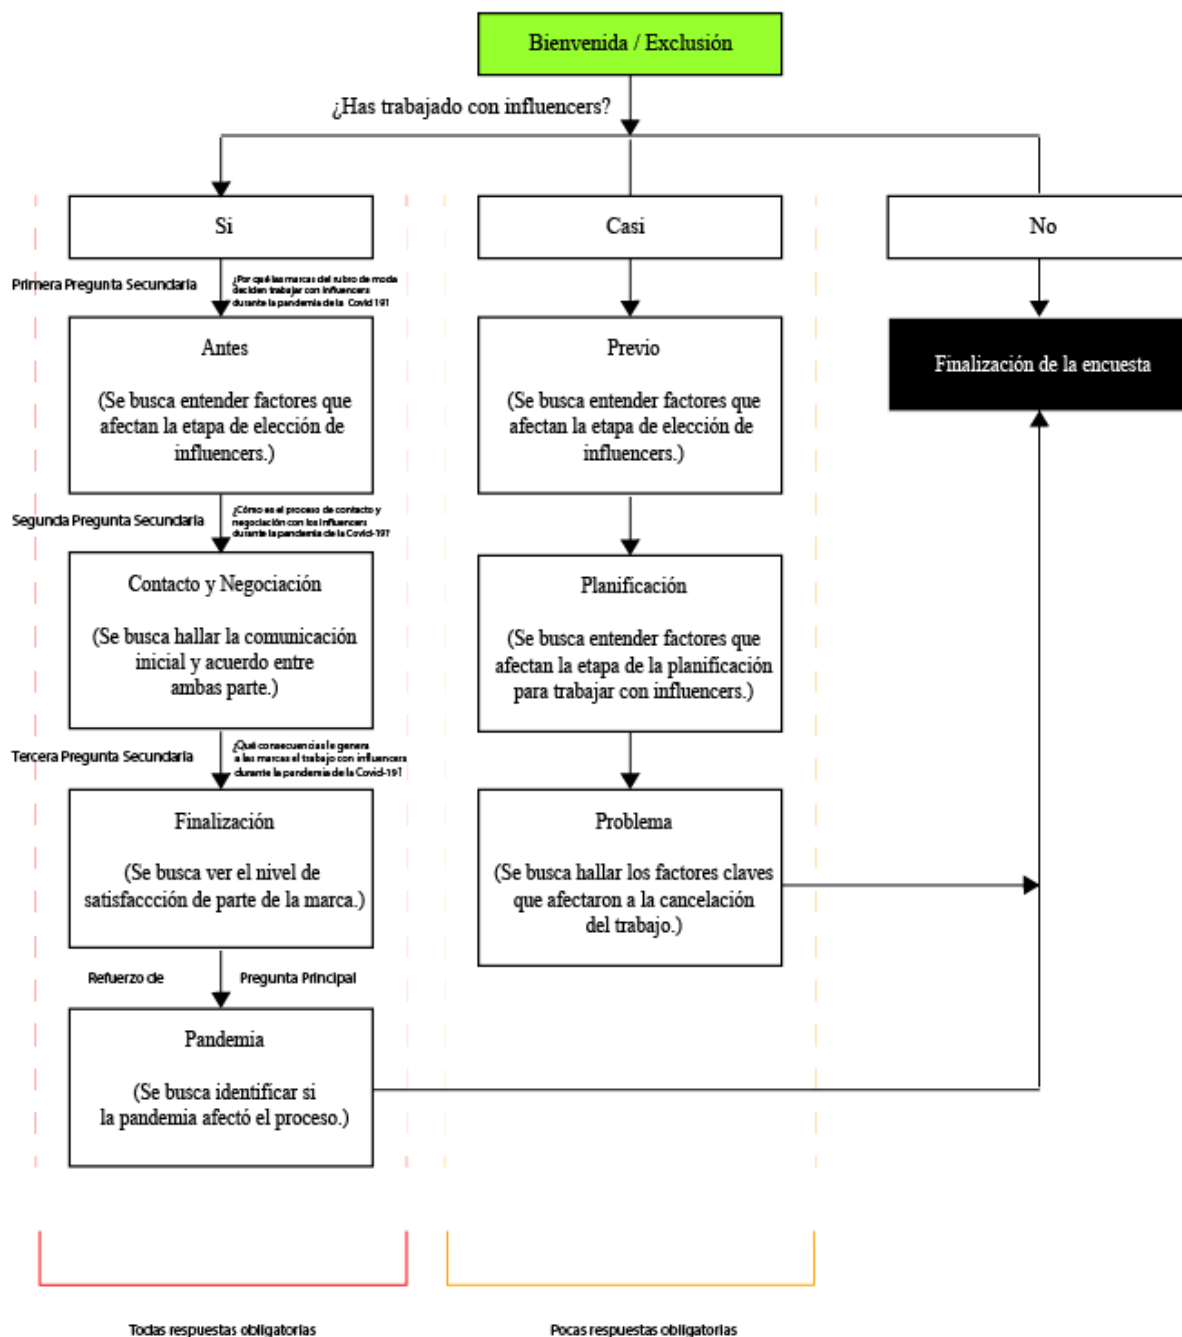 Bienvenida / Exclusión
¿Has trabajado con influencers?
Si
Casi
No
Primera Pregunta Secundaria
¿Por qué las marcas del rubro de moda
deciden trabajar con influencers
durante la pandemia de la Covid 19?
Antes
(Se busca entender factores que
afectan la etapa de elección de
influencers.)
Previo
(Se busca entender factores que
afectan la etapa de elección de
influencers.)
Finalización de la encuesta
Segunda Pregunta Secundaria
¿Cómo es el proceso de contacto y
negociación con los influencers
durante la pandemia de la Covid-19?
Contacto y Negociación
(Se busca hallar la comunicación
inicial y acuerdo entre
ambas parte.)
Planificación
(Se busca entender factores que
afectan la etapa de la planificación
para trabajar con influencers.)
Tercera Pregunta Secundaria
¿Qué consecuencias le genera
a las marcas el trabajo con influencers
durante la pandemia de la Covid-19?
Finalización
(Se busca ver el nivel de
satisfaccción de parte de la marca.)
Problema
(Se busca hallar los factores claves
que afectaron a la cancelación
del trabajo.)
Refuerzo de
Pregunta Principal
Pandemia
(Se busca identificar si
la pandemia afectó el proceso.)
Todas respuestas obligatorias
Pocas respuestas obligatorias